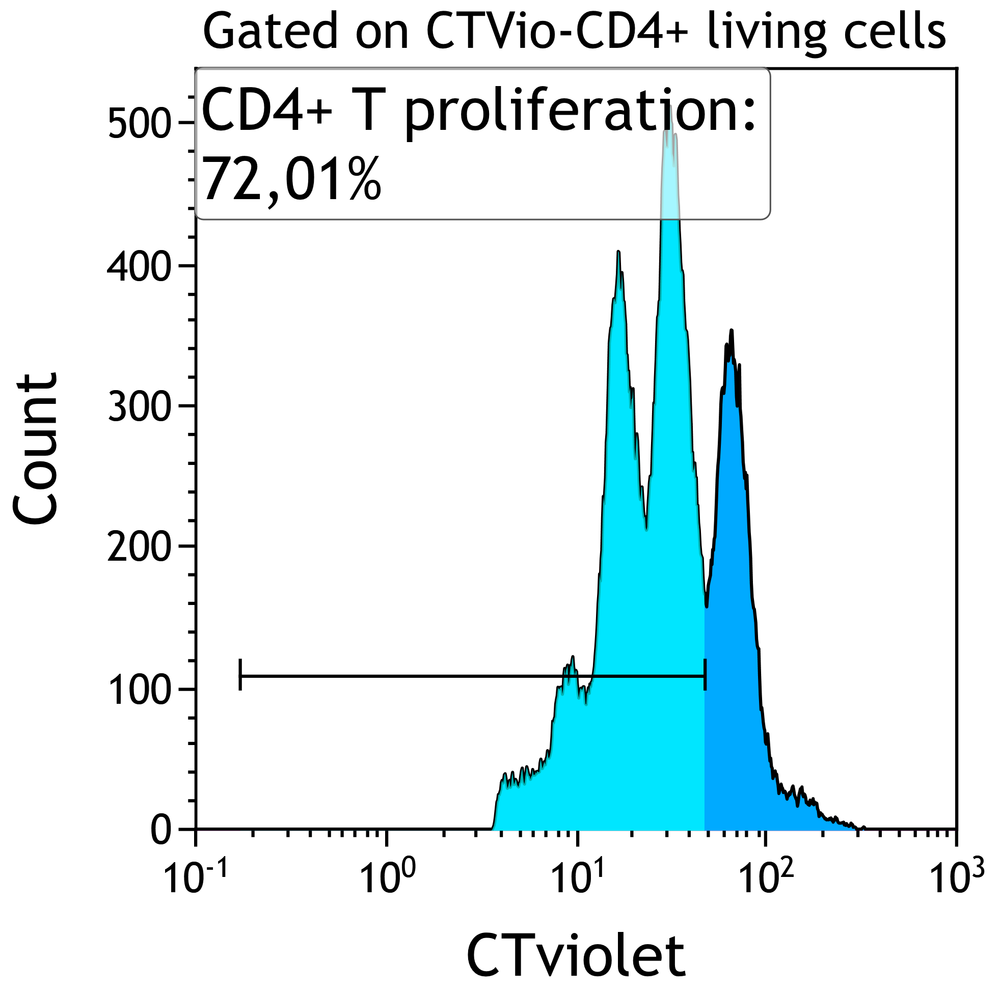 Gated on CTVio-CD4+ living cells
CD4+ T proliferation:
72,01%
500
400
300
200
100
0
Count
10-1 100 101 102 103
CTviolet